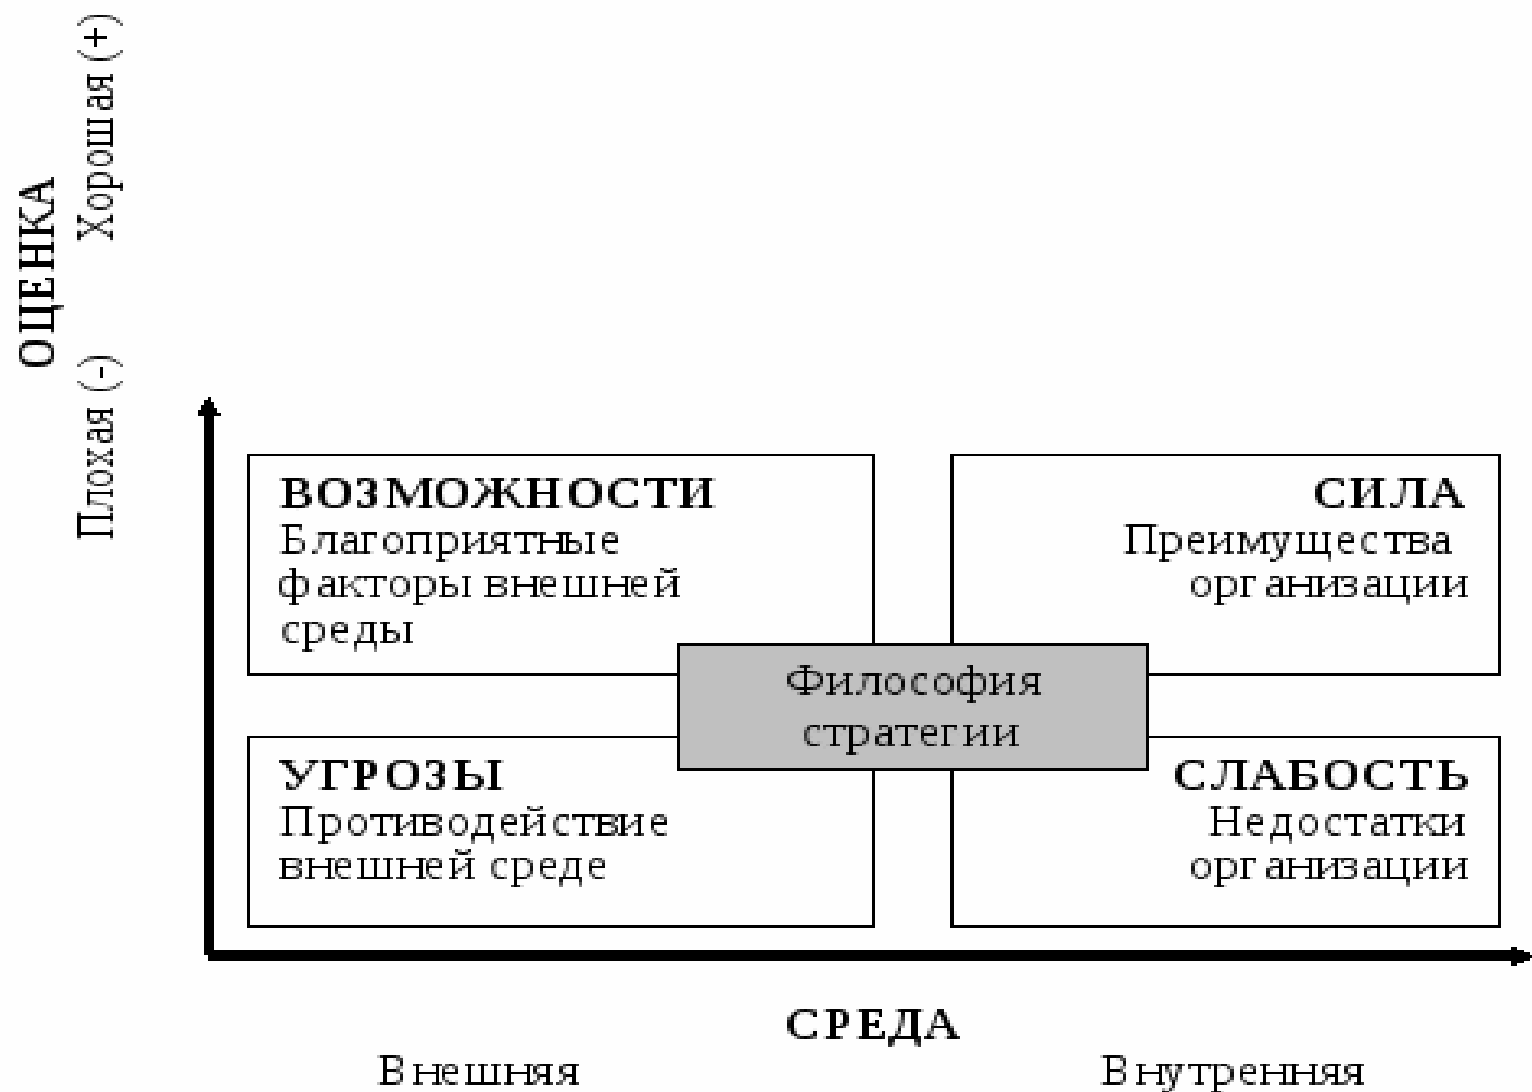 ОЦЕНКА
Плохая (-) Хорошая (+)
ВОЗМОЖНОСТИ
Благоприятные
факторы внешней
среды
СИЛА
Преимущества
организации
Философия
стратегии
УГРОЗЫ
Противодействие
внешней среде
СЛАБОСТЬ
Недостатки
организации
СРЕДА
Внешняя Внутренняя